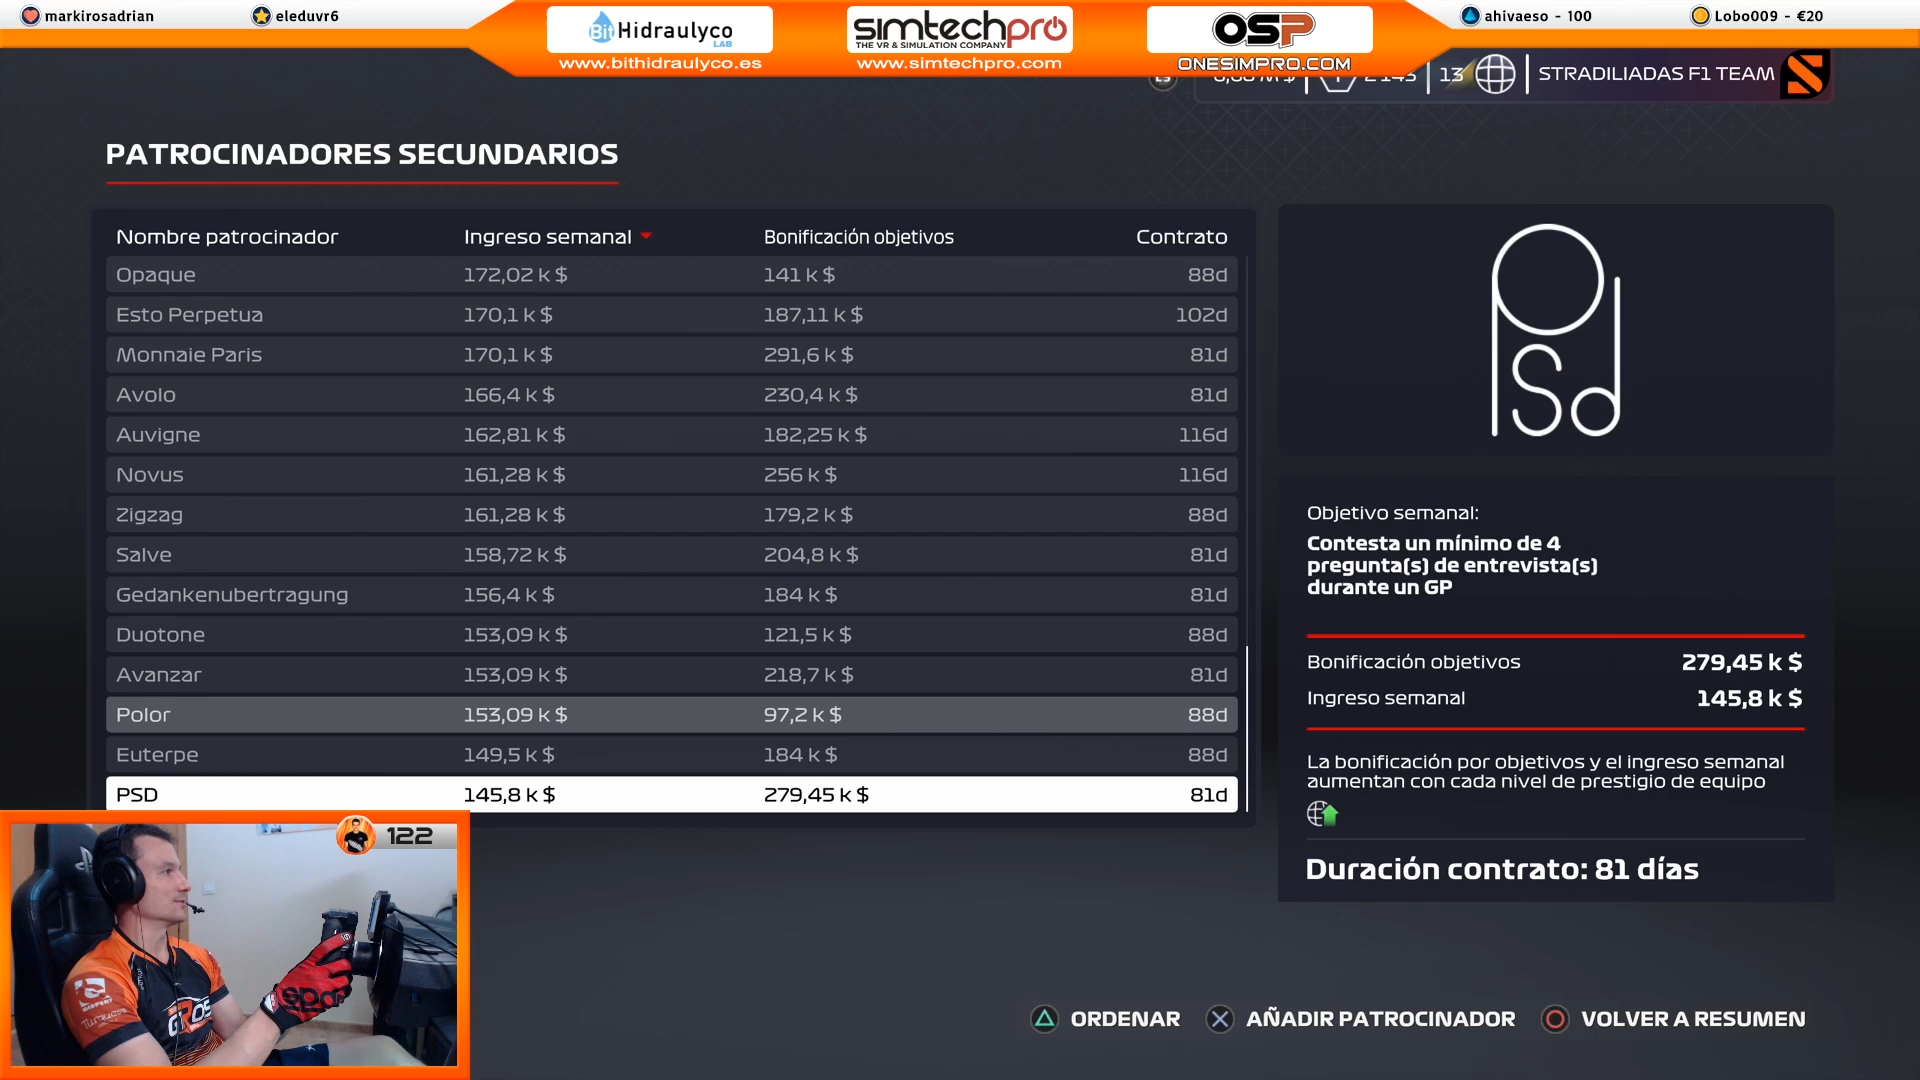 markirosadrian
eleduvr6
BitHidraulyco
LAB
www.bithidraulyco.es
simtechpro
THE VR & SIMULATION COMPANY
www.simtechpro.com
OSP
ONESIMPRO.COM
ahivaeso - 100
Lobo009 - €20
13
STRADILIADAS F1 TEAM
PATROCINADORES SECUNDARIOS
Nombre patrocinador Ingreso semanal Bonificación objetivos Contrato
Opaque 172,02 k $ 141 k $ 88d
Esto Perpetua 170,1 k $ 187,11 k $ 102d
Monnaie Paris 170,1 k $ 291,6 k $ 81d
Avolo 166,4 k $ 230,4 k $ 81d
Auvigne 162,81 k $ 182,25 k $ 116d
Novus 161,28 k $ 256 k $ 116d
Zigzag 161,28 k $ 179,2 k $ 88d
Salve 158,72 k $ 204,8 k $ 81d
Gedankenubertragung 156,4 k $ 184 k $ 81d
Duotone 153,09 k $ 121,5 k $ 88d
Avanzar 153,09 k $ 218,7 k $ 81d
Polor 153,09 k $ 97,2 k $ 88d
Euterpe 149,5 k $ 184 k $ 88d
PSD 145,8 k $ 279,45 k $ 81d
PSd
Objetivo semanal:
Contesta un mínimo de 4
pregunta(s) de entrevista(s)
durante un GP
Bonificación objetivos 279,45 k $
Ingreso semanal 145,8 k $
La bonificación por objetivos y el ingreso semanal
aumentan con cada nivel de prestigio de equipo
Duración contrato: 81 días
122
ORDENAR AÑADIR PATROCINADOR VOLVER A RESUMEN